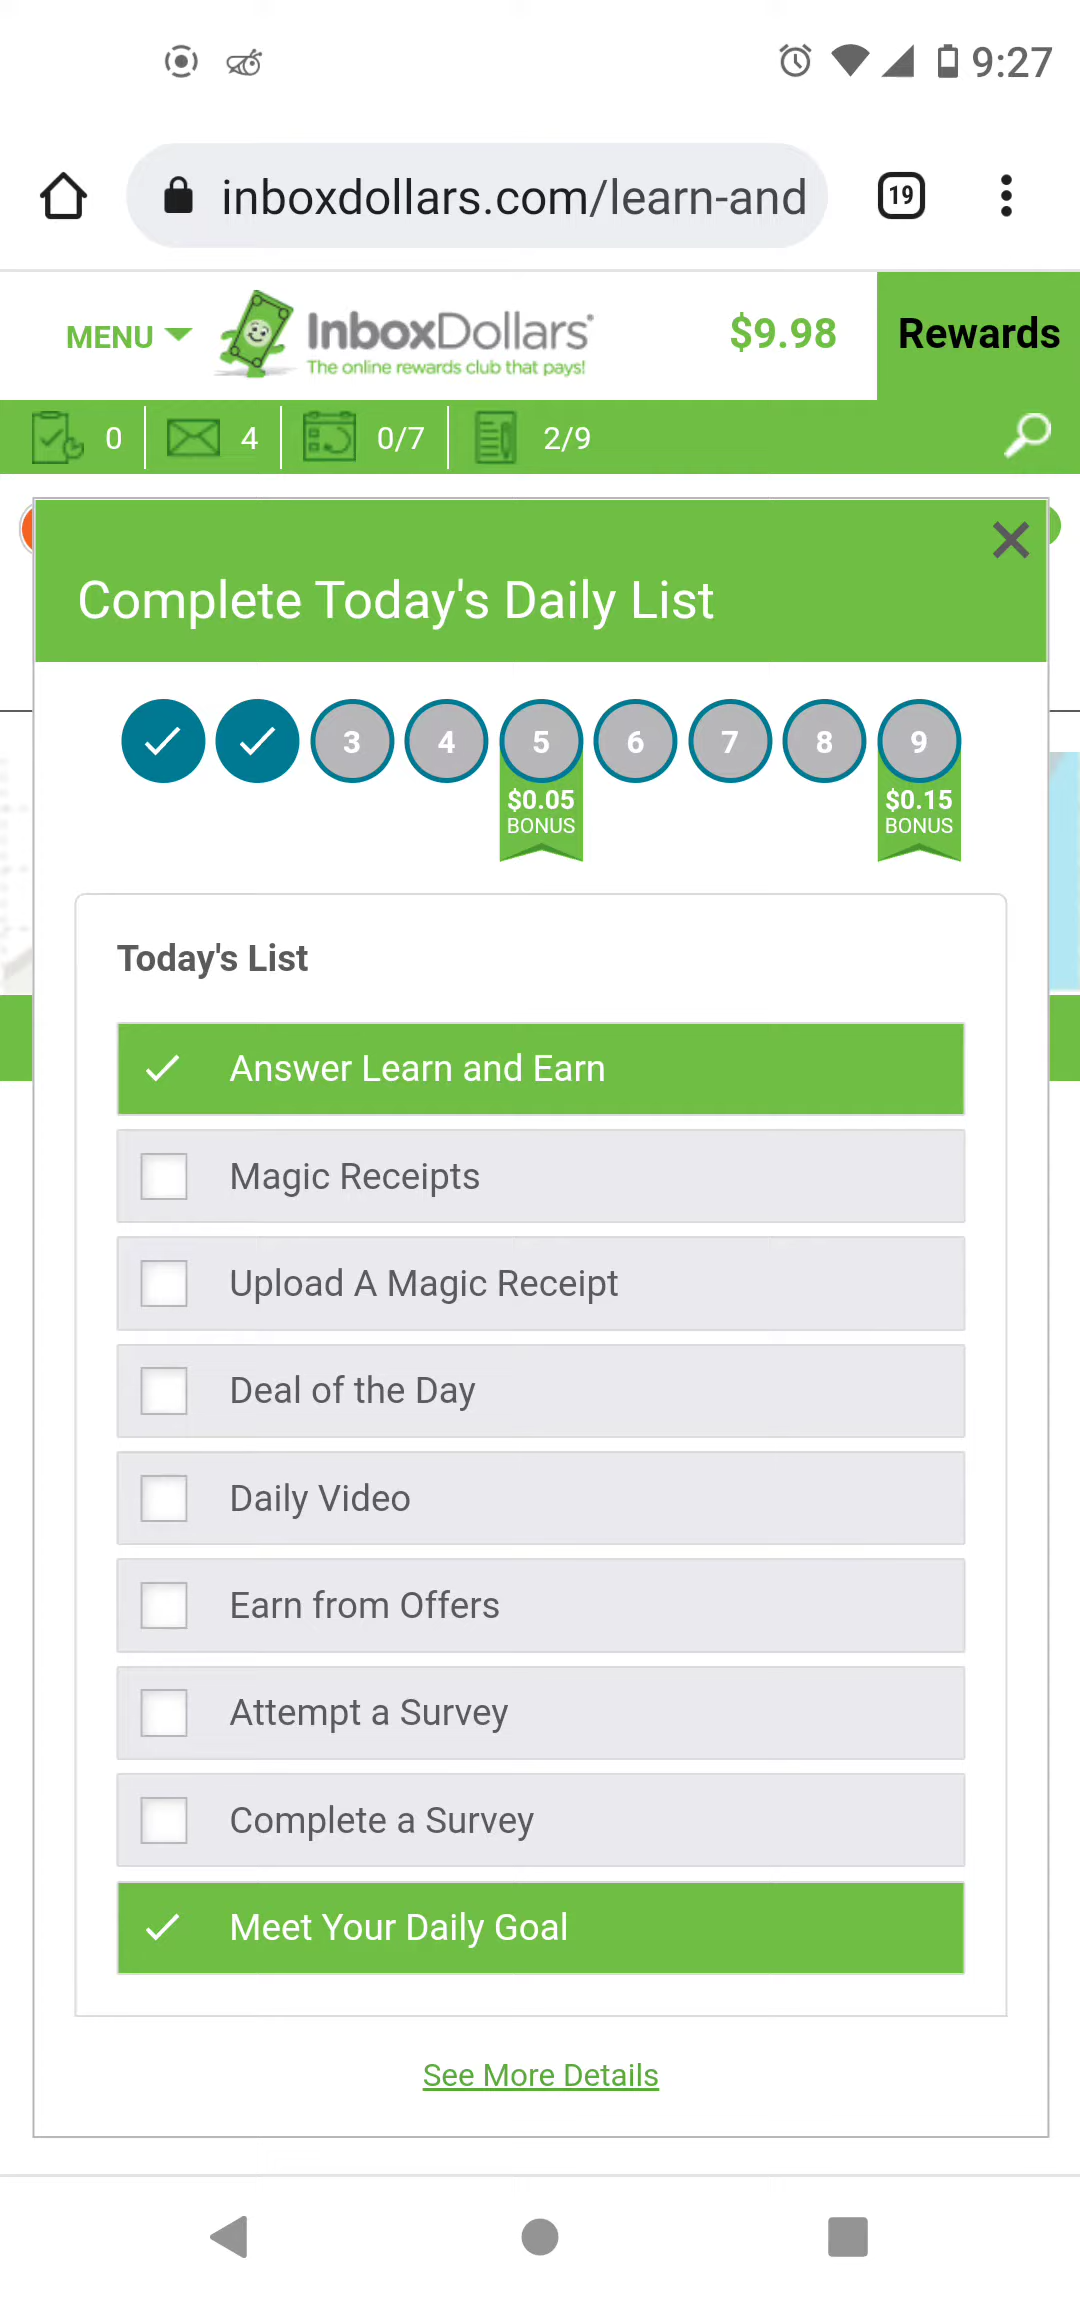 9:27
inboxdollars.com/learn-and
19
MENU
InboxDollars
The online rewards club that pays!
$9.98
Rewards
0
4
0/7
2/9
Complete Today's Daily List
3 4 5 6 7 8 9
$0.05 $0.15
BONUS BONUS
Today's List
Answer Learn and Earn
Magic Receipts
Upload A Magic Receipt
Deal of the Day
Daily Video
Earn from Offers
Attempt a Survey
Complete a Survey
Meet Your Daily Goal
See More Details